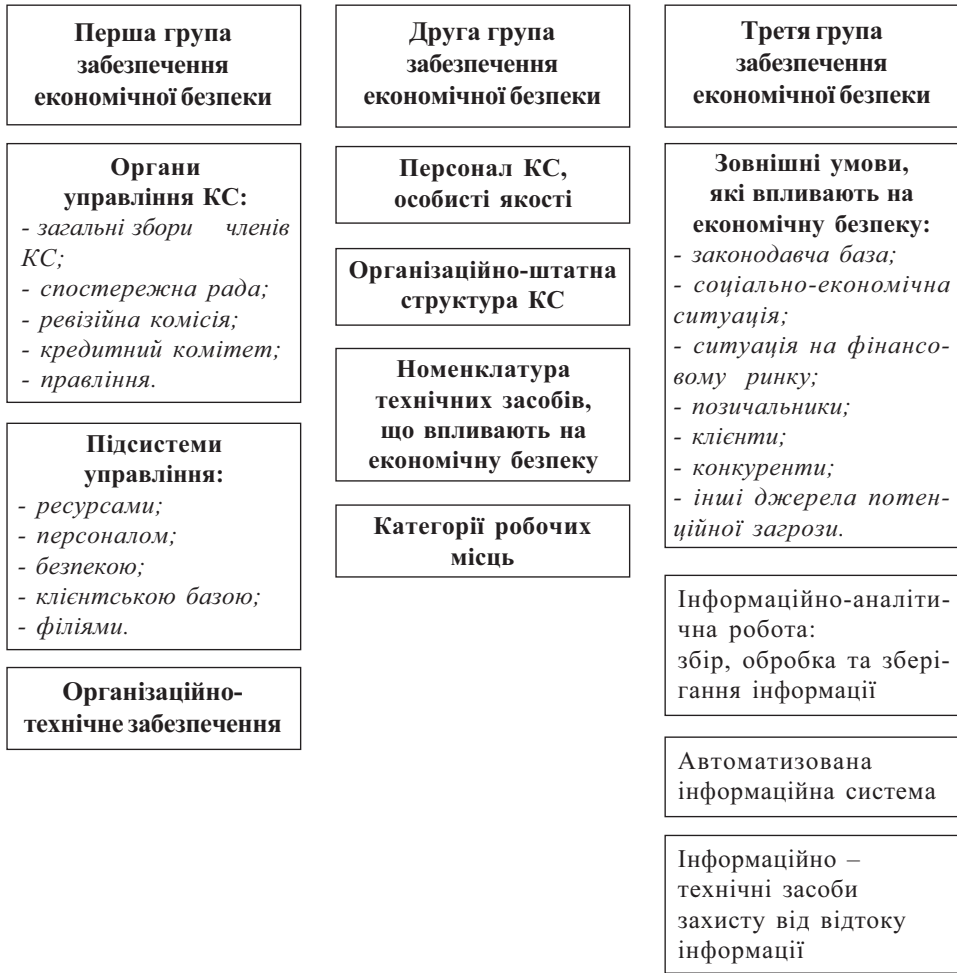 Перша група
забезпечення
економічної безпеки
Органи
управління КС:
- загальні збори членів
КС;
- спостережна рада;
- ревізійна комісія;
- кредитний комітет;
- правління.
Підсистеми
управління:
- ресурсами;
- персоналом;
- безпекою;
- клієнтською базою;
- філіями.
Організаційно-
технічне забезпечення
Друга група
забезпечення
економічної безпеки
Персонал КС,
особисті якості
Організаційно-штатна
структура КС
Номенклатура
технічних засобів,
що впливають на
економічну безпеку
Категорії робочих
місць
Третя група
забезпечення
економічної безпеки
Зовнішні умови,
які впливають на
економічну безпеку:
- законодавча база;
- соціально-економічна
ситуація;
- ситуація на фінансо-
вому ринку;
- позичальники;
- клієнти;
- конкуренти;
- інші джерела потен-
ційної загрози.
Інформаційно-аналіти-
чна робота:
збір, обробка та збері-
гання інформації
Автоматизована
інформаційна система
Інформаційно –
технічні засоби
захисту від відтоку
інформації